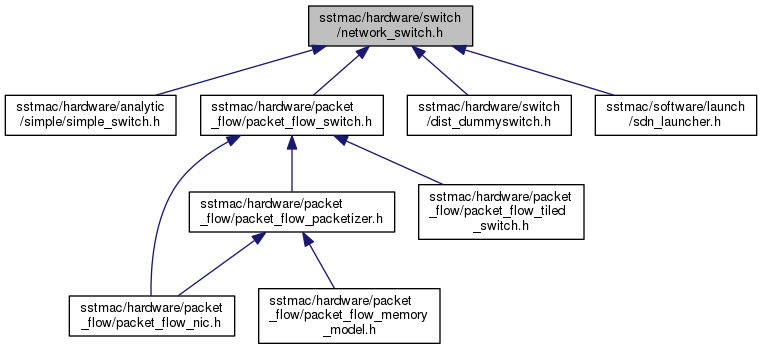 sstmac/hardware/switch
/network_switch.h
sstmac/hardware/analytic
/simple/simple_switch.h
sstmac/hardware/packet
_flow/packet_flow_switch.h
sstmac/hardware/switch
/dist_dummyswitch.h
sstmac/software/launch
/sdn_launcher.h
sstmac/hardware/packet
_flow/packet_flow_packetizer.h
sstmac/hardware/packet
_flow/packet_flow_tiled
_switch.h
sstmac/hardware/packet
_flow/packet_flow_nic.h
sstmac/hardware/packet
_flow/packet_flow_memory
_model.h